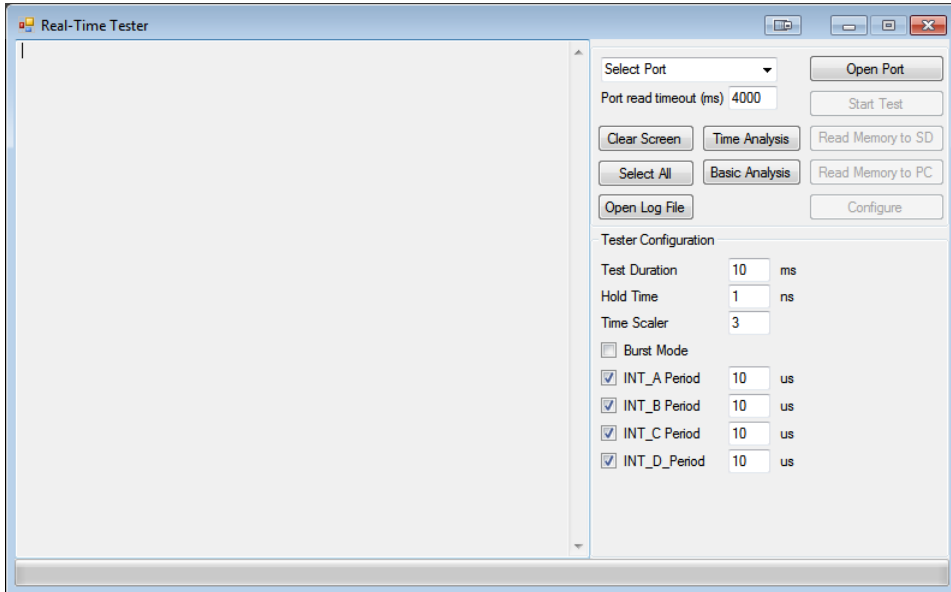 Real-Time Tester
Select Port
Open Port
Port read timeout (ms) 4000
Start Test
Clear Screen
Time Analysis
Read Memory to SD
Select All
Basic Analysis
Read Memory to PC
Open Log File
Configure
Tester Configuration
Test Duration 10 ms
Hold Time 1 ns
Time Scaler 3
Burst Mode
INT_A Period 10 us
INT_B Period 10 us
INT_C Period 10 us
INT_D_Period 10 us